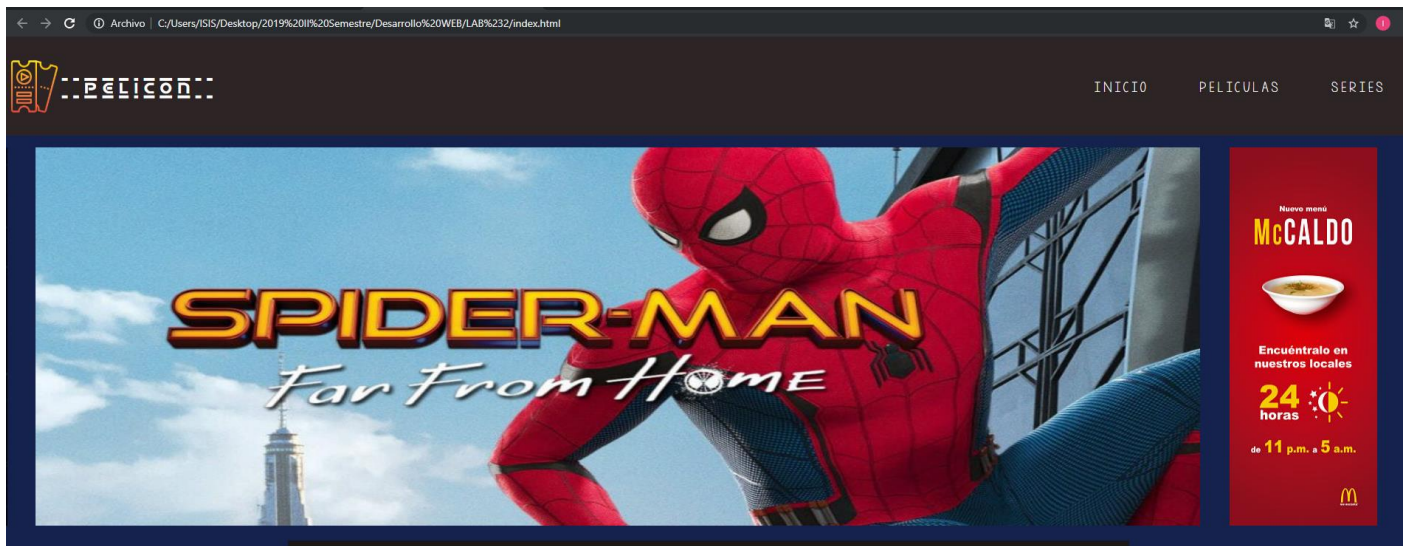 Archivo | C:/Users/ISIS/Desktop/2019%20II%20Semestre/Desarrollo%20WEB/LAB%232/index.html
PELICON
INICIO PELICULAS SERIES
SPIDER-MAN
Far From Home
Nuevo menú
McCALDO
Encuéntralo en
nuestros locales
24
horas
de 11 p.m. a 5 a.m.